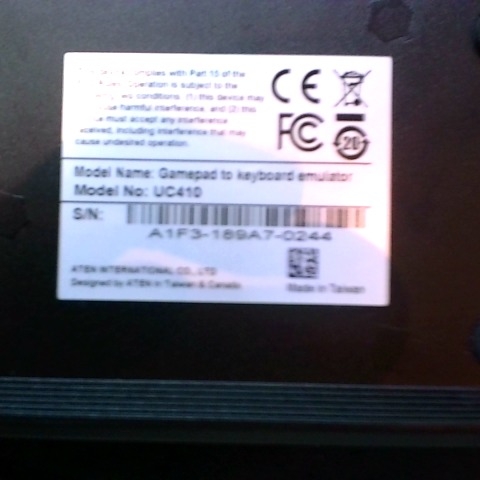 complies with Part 15 of the
operation is subject to the
two conditions: (1) this device may
harmful interference, and (2) this
must accept any interference
received, including interference that may
cause undesired operation.
CE
FC
20
Model Name: Gamepad to keyboard emulator
Model No: UC410
S/N:
A1F3-169A7-0244
ATEN INTERNATIONAL CO., LTD
Designed by ATEN in Taiwan & Canada
Made in Taiwan